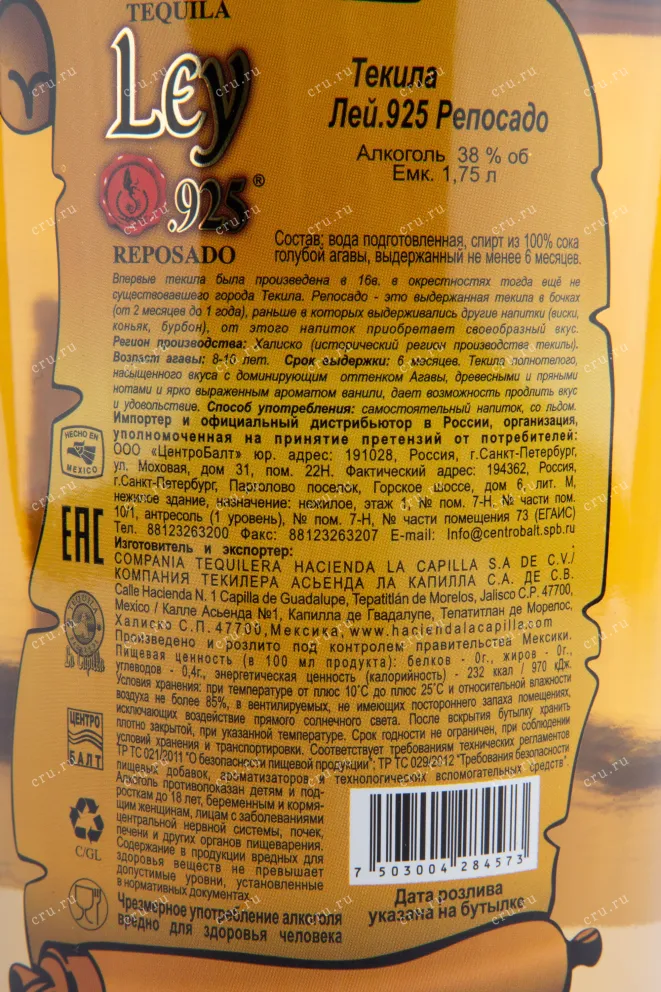 TEQUILA
Ley
.925®
REPOSADO
Текила
Лей.925 Репосадо
Алкоголь 38 % об
Емк. 1,75 л
Состав: вода подготовленная, спирт из 100% сока
голубой агавы, выдержанный не менее 6 месяцев.
Впервые текила была произведена в 16в. в окрестностях тогда ещё не
существовавшего города Текила. Репосадо - это выдержанная текила в бочках
(от 2 месяцев до 1 года), раньше в которых выдерживались другие напитки (виски,
коньяк, бурбон), от этого напиток приобретает своеобразный вкус.
Регион производства: Халиско (исторический регион производства текилы).
Возраст агавы: 8-10 лет. Срок выдержки: 6 месяцев. Текила полнотелого,
насыщенного вкуса с доминирующим оттенком Агавы, древесными и пряными
нотами и ярко выраженным ароматом ванили, дает возможность продлить вкус
и удовольствие. Способ употребления: самостоятельный напиток, со льдом.
Импортер и официальный дистрибьютор в России, организация,
уполномоченная на принятие претензий от потребителей:
ООО «ЦентроБалт» юр. адрес: 191028, Россия, г.Санкт-Петербург,
ул. Моховая, дом 31, пом. 22Н. Фактический адрес: 194362, Россия,
г.Санкт-Петербург, Парголово поселок, Горское шоссе, дом 6, лит. М,
нежилое здание, назначение: нежилое, этаж 1, № пом. 7-Н, № части пом.
10/1, антресоль (1 уровень), № пом. 7-Н, № части помещения 73 (ЕГАИС)
Тел. 88123263200 Факс: 88123263207 E-mail: Info@centrobalt.spb.ru
Изготовитель и экспортер:
COMPANIA TEQUILERA HACIENDA LA CAPILLA S.A DE C.V./
КОМПАНИЯ ТЕКИЛЕРА АСЬЕНДА ЛА КАПИЛЛА С.А. ДЕ С.В.
Calle Hacienda N. 1 Capilla de Guadalupe, Tepatitlán de Morelos, Jalisco C.P. 47700,
Mexico / Калле Асьенда №1, Капилла де Гвадалупе, Тепатитлан де Морелос,
Халиско С.П. 47700,Мексика, www.haciendalacapilla.com
Произведено и розлито под контролем правительства Мексики.
Пищевая ценность (в 100 мл продукта): белков - 0г., жиров - 0г.,
углеводов - 0,4г., энергетическая ценность (калорийность) - 232 ккал / 970 кДж.
Условия хранения: при температуре от плюс 10°С до плюс 25°С и относительной влажности
воздуха не более 85%, в вентилируемых, не имеющих постороннего запаха помещениях,
исключающих воздействие прямого солнечного света. После вскрытия бутылку хранить
плотно закрытой, при указанной температуре. Срок годности не ограничен, при соблюдении
условий хранения и транспортировки. Соответствует требованиям технических регламентов
ТР ТС 021/2011 "О безопасности пищевой продукции"; ТР ТС 029/2012 "Требования безопасности
пищевых добавок, ароматизаторов и технологических вспомогательных средств"
Алкоголь противопоказан детям и под-
росткам до 18 лет, беременным и кормя-
щим женщинам, лицам с заболеваниями
центральной нервной системы, почек,
печени и других органов пищеварения.
Содержание в продукции вредных для
здоровья веществ не превышает
допустимые уровни, установленные
в нормативных документах.
Чрезмерное употребление алкоголя
вредно для здоровья человека
HECHO EN
MEXICO
EAC
TEQUILA
La Capilla
ЦЕНТРО
БАЛТ
C/GL
7 503004 284573
Дата розлива
указана на бутылке
cru.ru